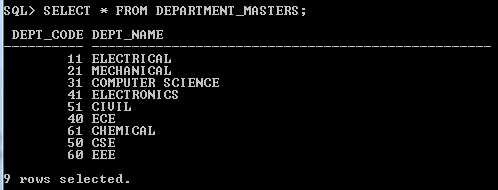 SQL> SELECT * FROM DEPARTMENT_MASTERS;
DEPT_CODE DEPT_NAME
11 ELECTRICAL
21 MECHANICAL
31 COMPUTER SCIENCE
41 ELECTRONICS
51 CIVIL
40 ECE
61 CHEMICAL
50 CSE
60 EEE
9 rows selected.